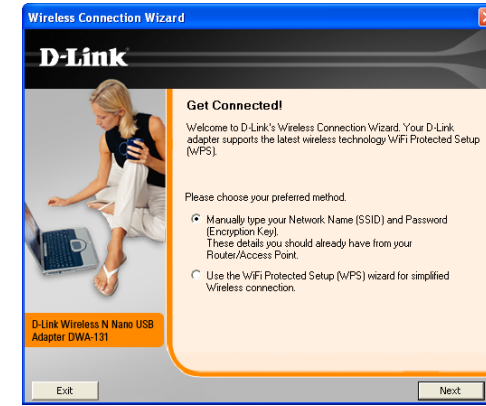 Wireless Connection Wizard
D-Link
Get Connected!
Welcome to D-Link's Wireless Connection Wizard. Your D-Link
adapter supports the latest wireless technology WiFi Protected Setup
(WPS).
Please choose your preferred method.
Manually type your Network Name (SSID) and Password
(Encryption Key).
These details you should already have from your
Router/Access Point.
Use the WiFi Protected Setup (WPS) wizard for simplified
Wireless connection.
D-Link Wireless N Nano USB
Adapter DWA-131
Exit
Next